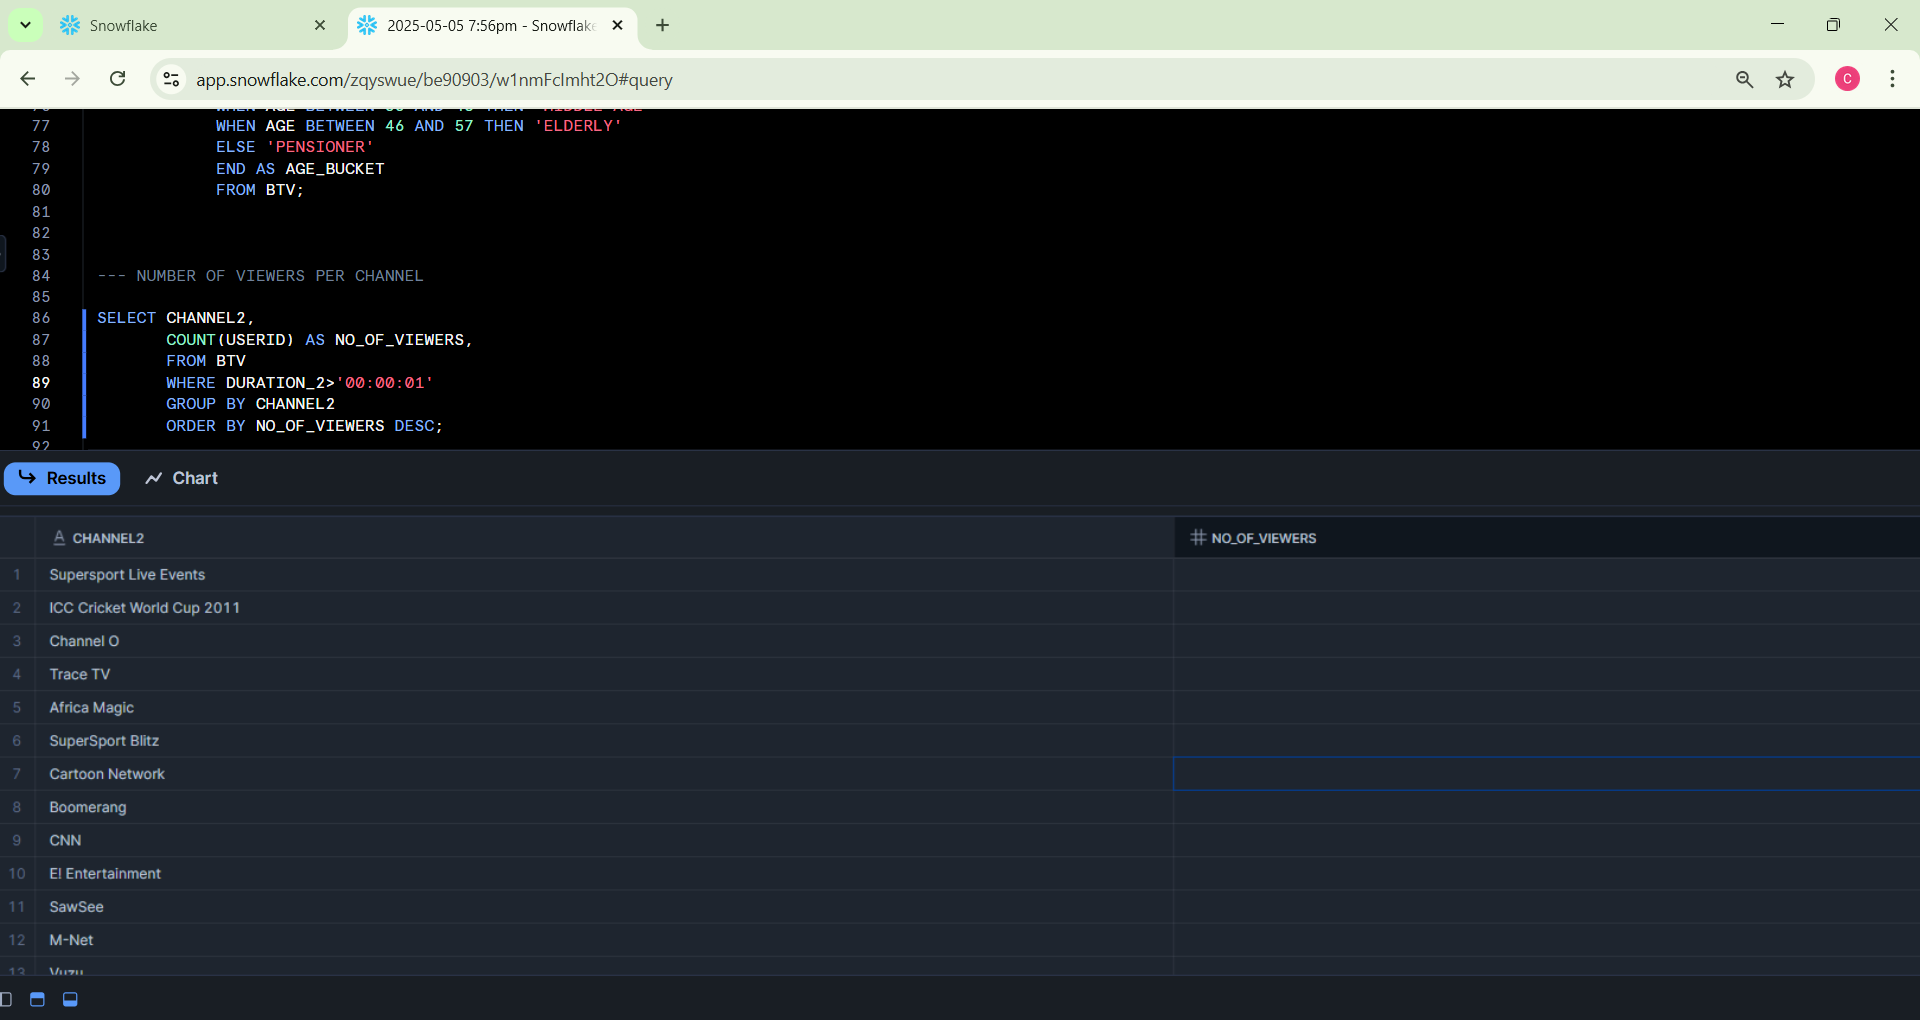 Snowflake
2025-05-05 7:56pm - Snowflake
app.snowflake.com/zqyswue/be90903/w1nmFcImht2O#query
C
77 WHEN AGE BETWEEN 46 AND 57 THEN 'ELDERLY'
78 ELSE 'PENSIONER'
79 END AS AGE_BUCKET
80 FROM BTV;
81
82
83
84 --- NUMBER OF VIEWERS PER CHANNEL
85
86 SELECT CHANNEL2,
87 COUNT(USERID) AS NO_OF_VIEWERS,
88 FROM BTV
89 WHERE DURATION_2>'00:00:01'
90 GROUP BY CHANNEL2
91 ORDER BY NO_OF_VIEWERS DESC;
92
Results Chart
A CHANNEL2 # NO_OF_VIEWERS
1 Supersport Live Events
2 ICC Cricket World Cup 2011
3 Channel O
4 Trace TV
5 Africa Magic
6 SuperSport Blitz
7 Cartoon Network
8 Boomerang
9 CNN
10 E! Entertainment
11 SawSee
12 M-Net
13 Vuzu